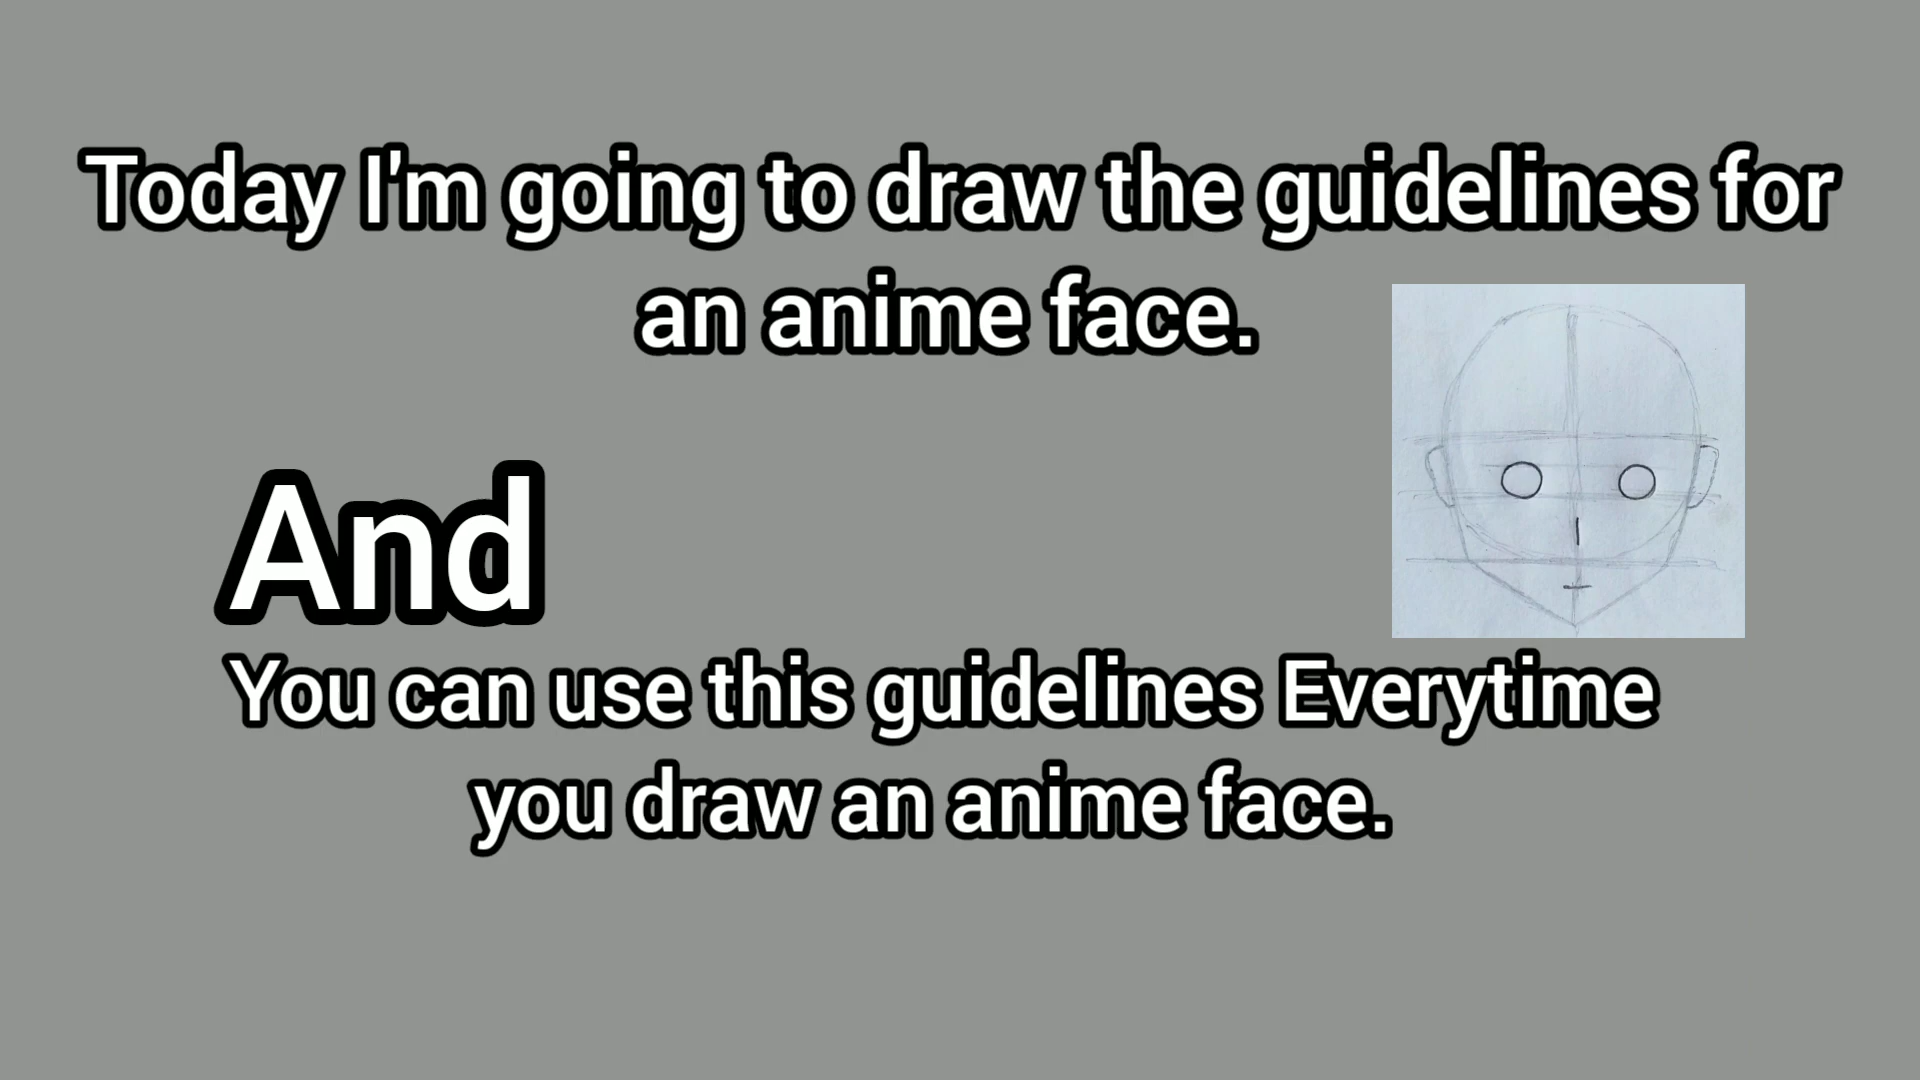 Today I'm going to draw the guidelines for
an anime face.
And
You can use this guidelines Everytime
you draw an anime face.